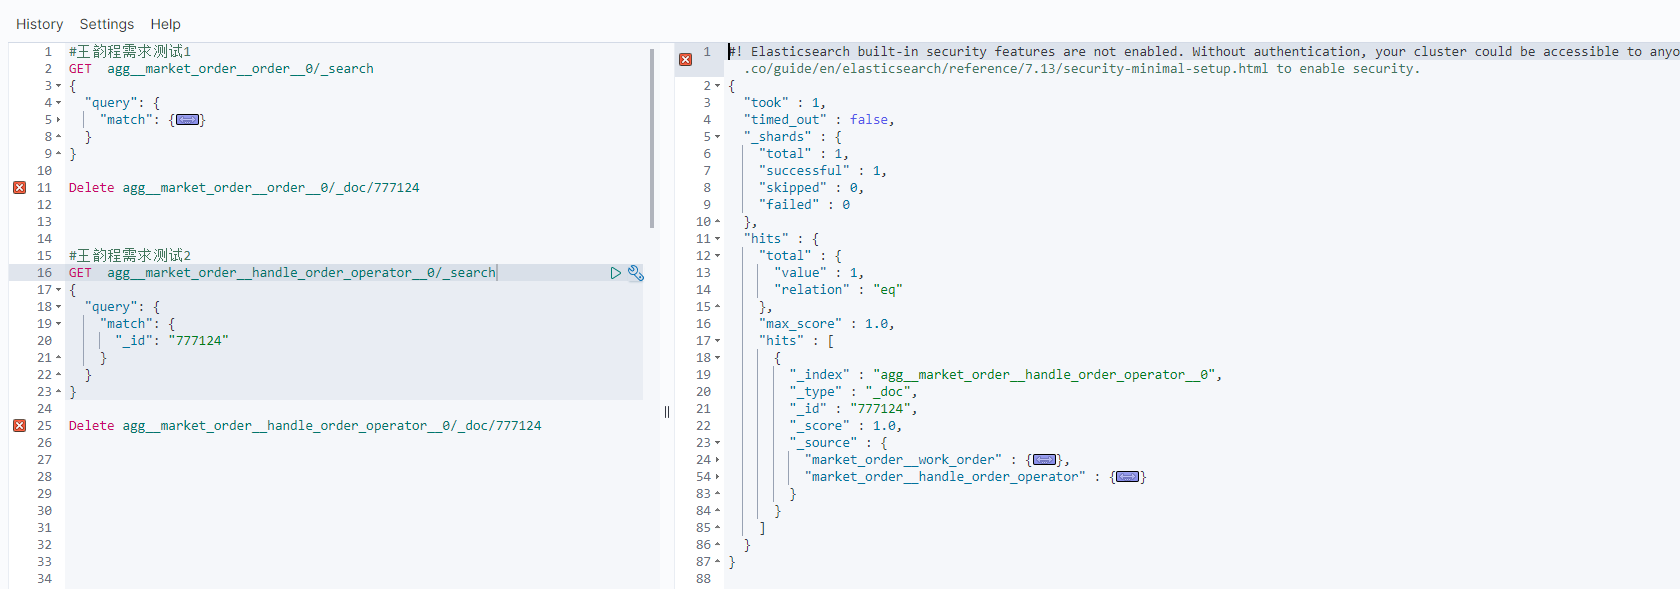 History Settings Help
1 #王韵程需求测试1
2 GET agg__market_order__order__0/_search
3 {
4 "query": {
5 "match": {}
8 }
9 }
10
11 Delete agg__market_order__order__0/_doc/777124
12
13
14
15 #王韵程需求测试2
16 GET agg__market_order__handle_order_operator__0/_search
17 {
18 "query": {
19 "match": {
20 "_id": "777124"
21 }
22 }
23 }
24
25 Delete agg__market_order__handle_order_operator__0/_doc/777124
26
27
28
29
30
31
32
33
34
1 #! Elasticsearch built-in security features are not enabled. Without authentication, your cluster could be accessible to anyo
.co/guide/en/elasticsearch/reference/7.13/security-minimal-setup.html to enable security.
2 {
3 "took" : 1,
4 "timed_out" : false,
5 "_shards" : {
6 "total" : 1,
7 "successful" : 1,
8 "skipped" : 0,
9 "failed" : 0
10 },
11 "hits" : {
12 "total" : {
13 "value" : 1,
14 "relation" : "eq"
15 },
16 "max_score" : 1.0,
17 "hits" : [
18 {
19 "_index" : "agg__market_order__handle_order_operator__0",
20 "_type" : "_doc",
21 "_id" : "777124",
22 "_score" : 1.0,
23 "_source" : {
24 "market_order__work_order" : {},
54 "market_order__handle_order_operator" : {}
83 }
84 }
85 ]
86 }
87 }
88